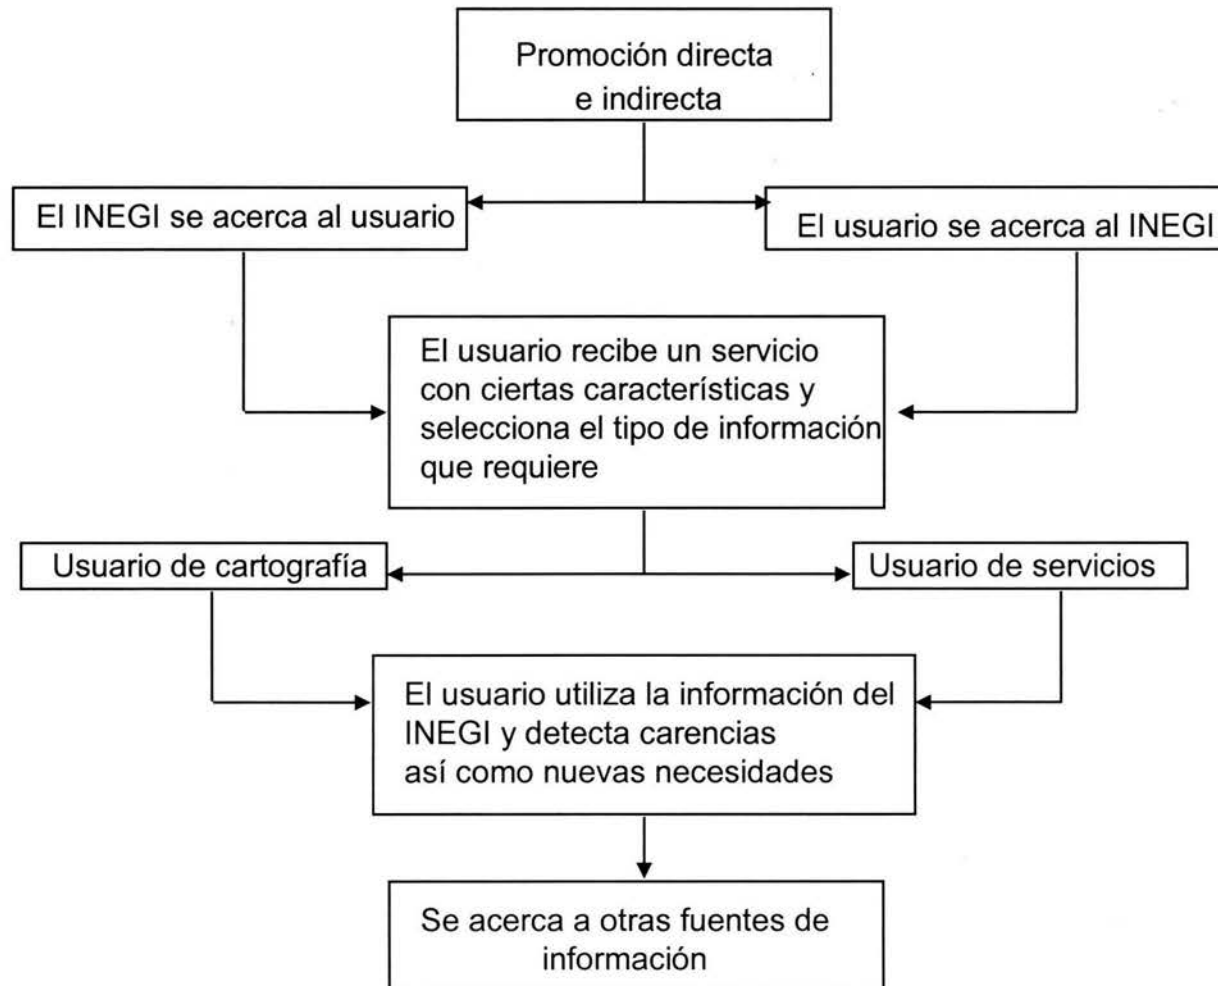 Promoción directa
e indirecta
El INEGI se acerca al usuario
El usuario se acerca al INEGI
El usuario recibe un servicio
con ciertas características y
selecciona el tipo de información
que requiere
Usuario de cartografía
Usuario de servicios
El usuario utiliza la información del
INEGI y detecta carencias
así como nuevas necesidades
Se acerca a otras fuentes de
información